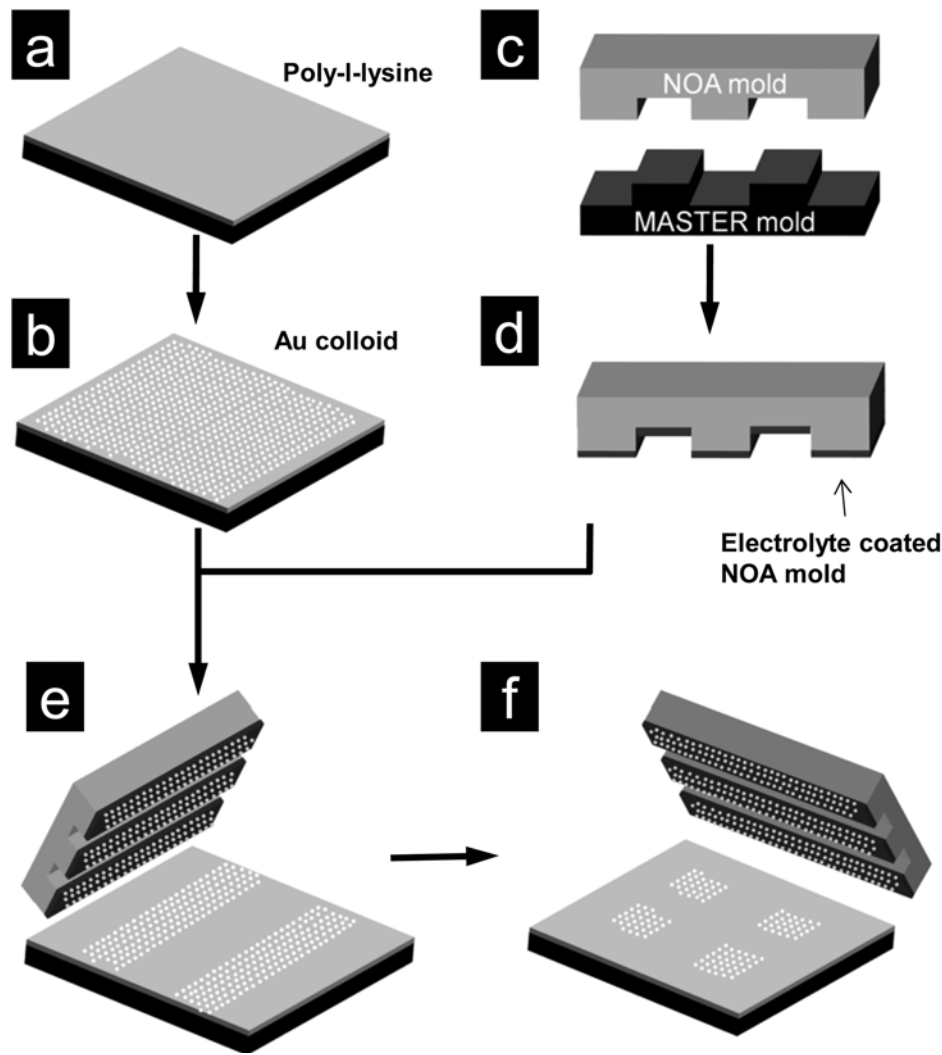 a
Poly-l-lysine
c
NOA mold
MASTER mold
b
Au colloid
d
Electrolyte coated
NOA mold
e
f